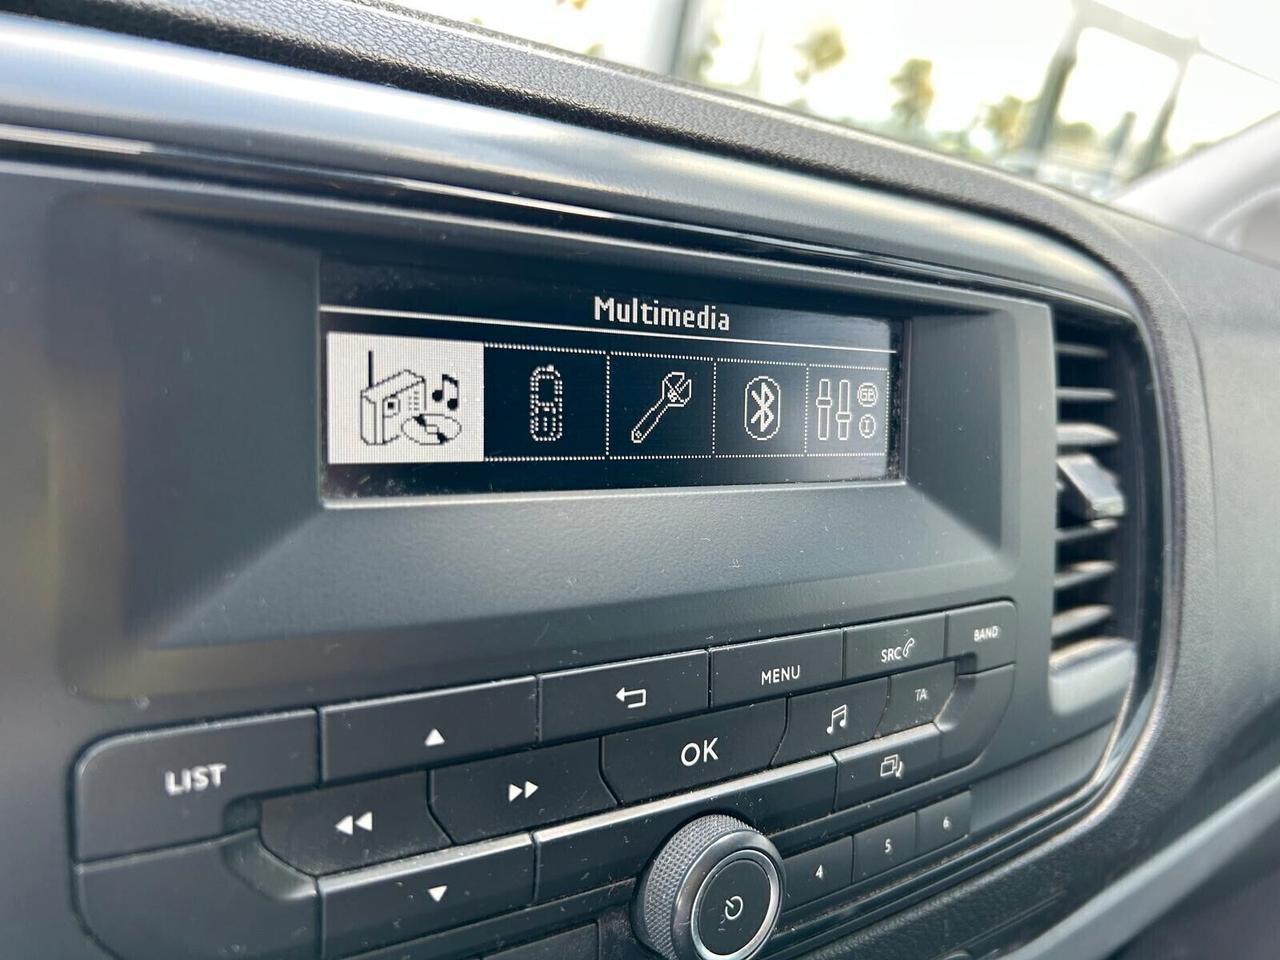 Multimedia
GB
I
BAND
SRC
MENU
TA
OK
LIST
6
5
4